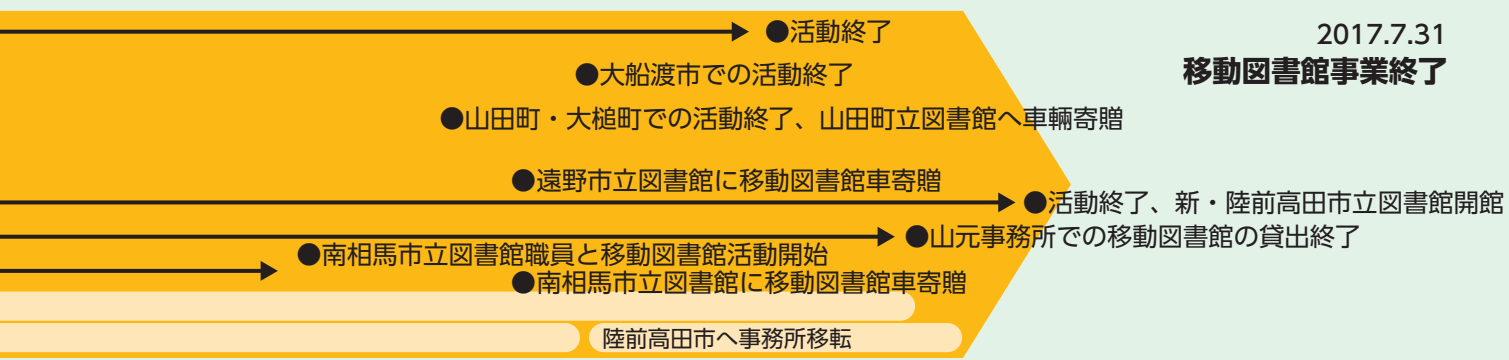 ●活動終了
2017.7.31
移動図書館事業終了
●大船渡市での活動終了
●山田町・大槌町での活動終了、山田町立図書館へ車輛寄贈
●遠野市立図書館に移動図書館車寄贈
●活動終了、新・陸前高田市立図書館開館
●山元事務所での移動図書館の貸出終了
●南相馬市立図書館職員と移動図書館活動開始
●南相馬市立図書館に移動図書館車寄贈
陸前高田市へ事務所移転